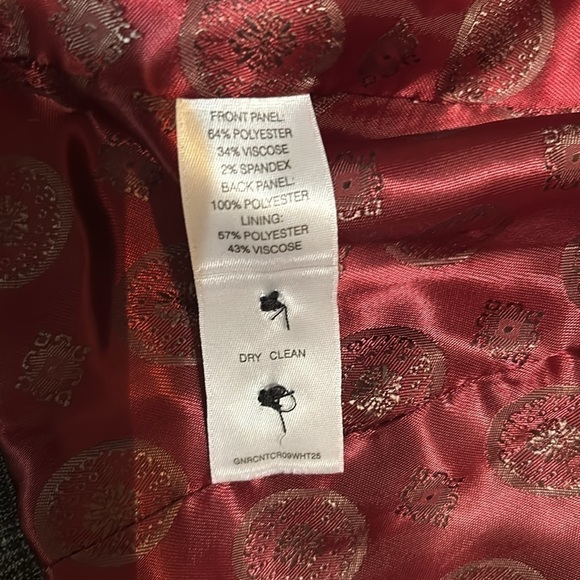 FRONT PANEL:
64% POLYESTER
34% VISCOSE
2% SPANDEX
BACK PANEL:
100% POLYESTER
LINING:
57% POLYESTER
43% VISCOSE
DRY CLEAN
GNRCNTCR09WHT25